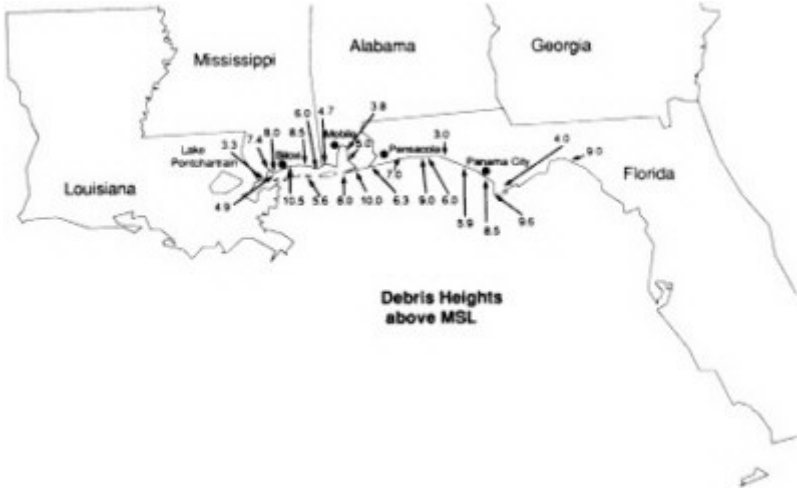 Mississippi
Alabama
Georgia
3.8
4.7
6.0
Mobile
8.5
8.0
7.4
3.3
Lake
Pontchartrain
Biloxi
5.0
Pensacola
3.0
Panama City
4.0
9.0
Louisiana
Florida
4.9
10.5
5.6
8.0
10.0
6.3
7.0
9.0
6.0
5.9
8.5
9.6
Debris Heights
above MSL